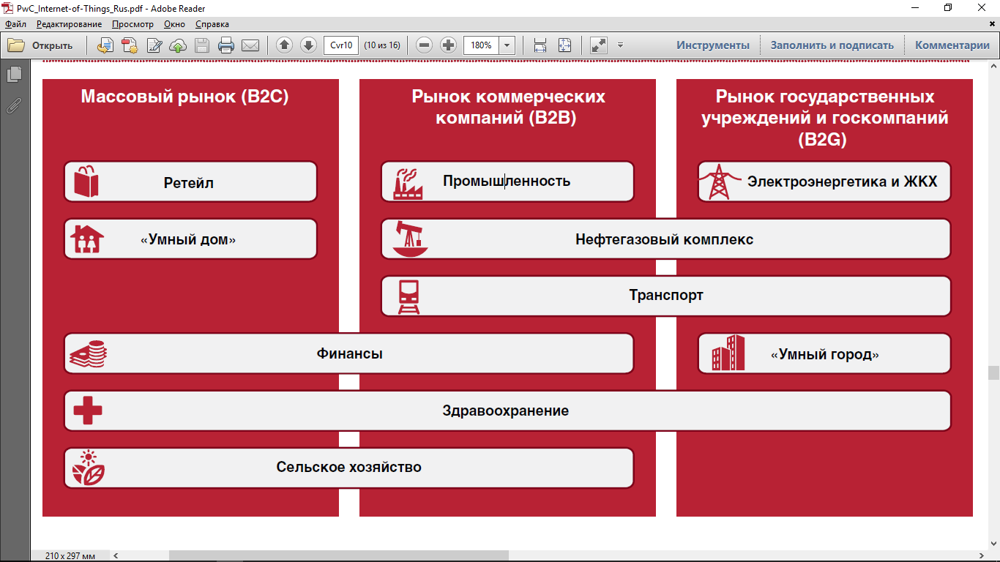 PwC_Internet-of-Things_Rus.pdf - Adobe Reader
Файл Редактирование Просмотр Окно Справка
Открыть Cvr10 (10 из 16) 180% Инструменты Заполнить и подписать Комментарии
Массовый рынок (B2C)
Рынок коммерческих
компаний (B2B)
Рынок государственных
учреждений и госкомпаний
(B2G)
Ретейл
Промышленность
Электроэнергетика и ЖКХ
«Умный дом»
Нефтегазовый комплекс
Транспорт
Финансы
«Умный город»
Здравоохранение
Сельское хозяйство
210 x 297 мм